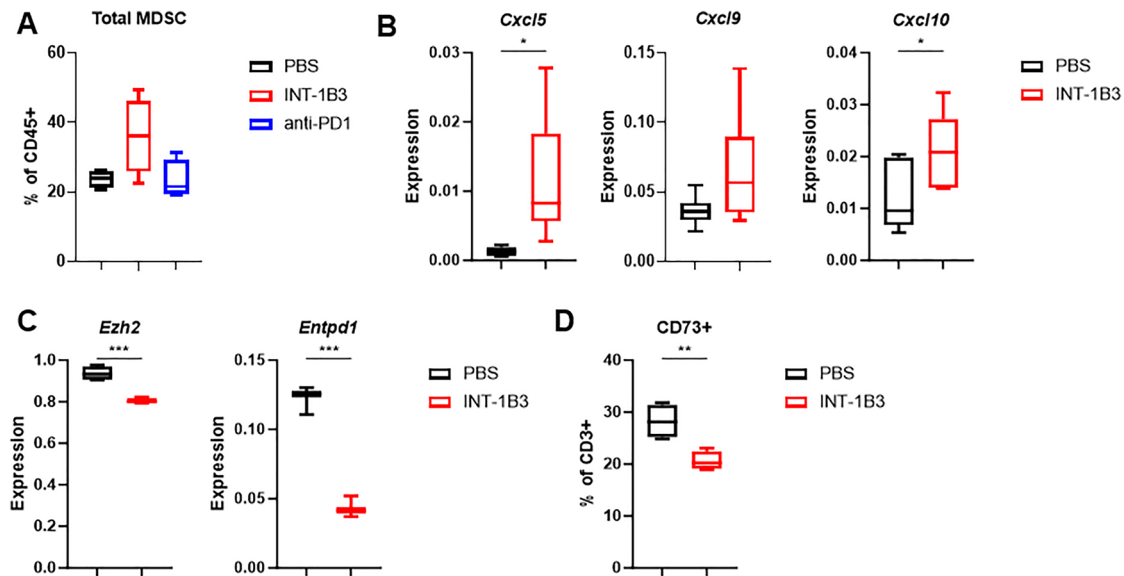 A
Total MDSC
% of CD45+
60
40
20
0
PBS
INT-1B3
anti-PD1
B
Cxcl5
*
Expression
0.03
0.02
0.01
0.00
Cxcl9
Expression
0.15
0.10
0.05
0.00
Cxcl10
*
Expression
0.04
0.03
0.02
0.01
0.00
PBS
INT-1B3
C
Ezh2
***
Expression
1.0
0.8
0.6
0.4
0.2
0.0
Entpd1
***
Expression
0.15
0.10
0.05
0.00
PBS
INT-1B3
D
CD73+
**
% of CD3+
40
30
20
10
0
PBS
INT-1B3